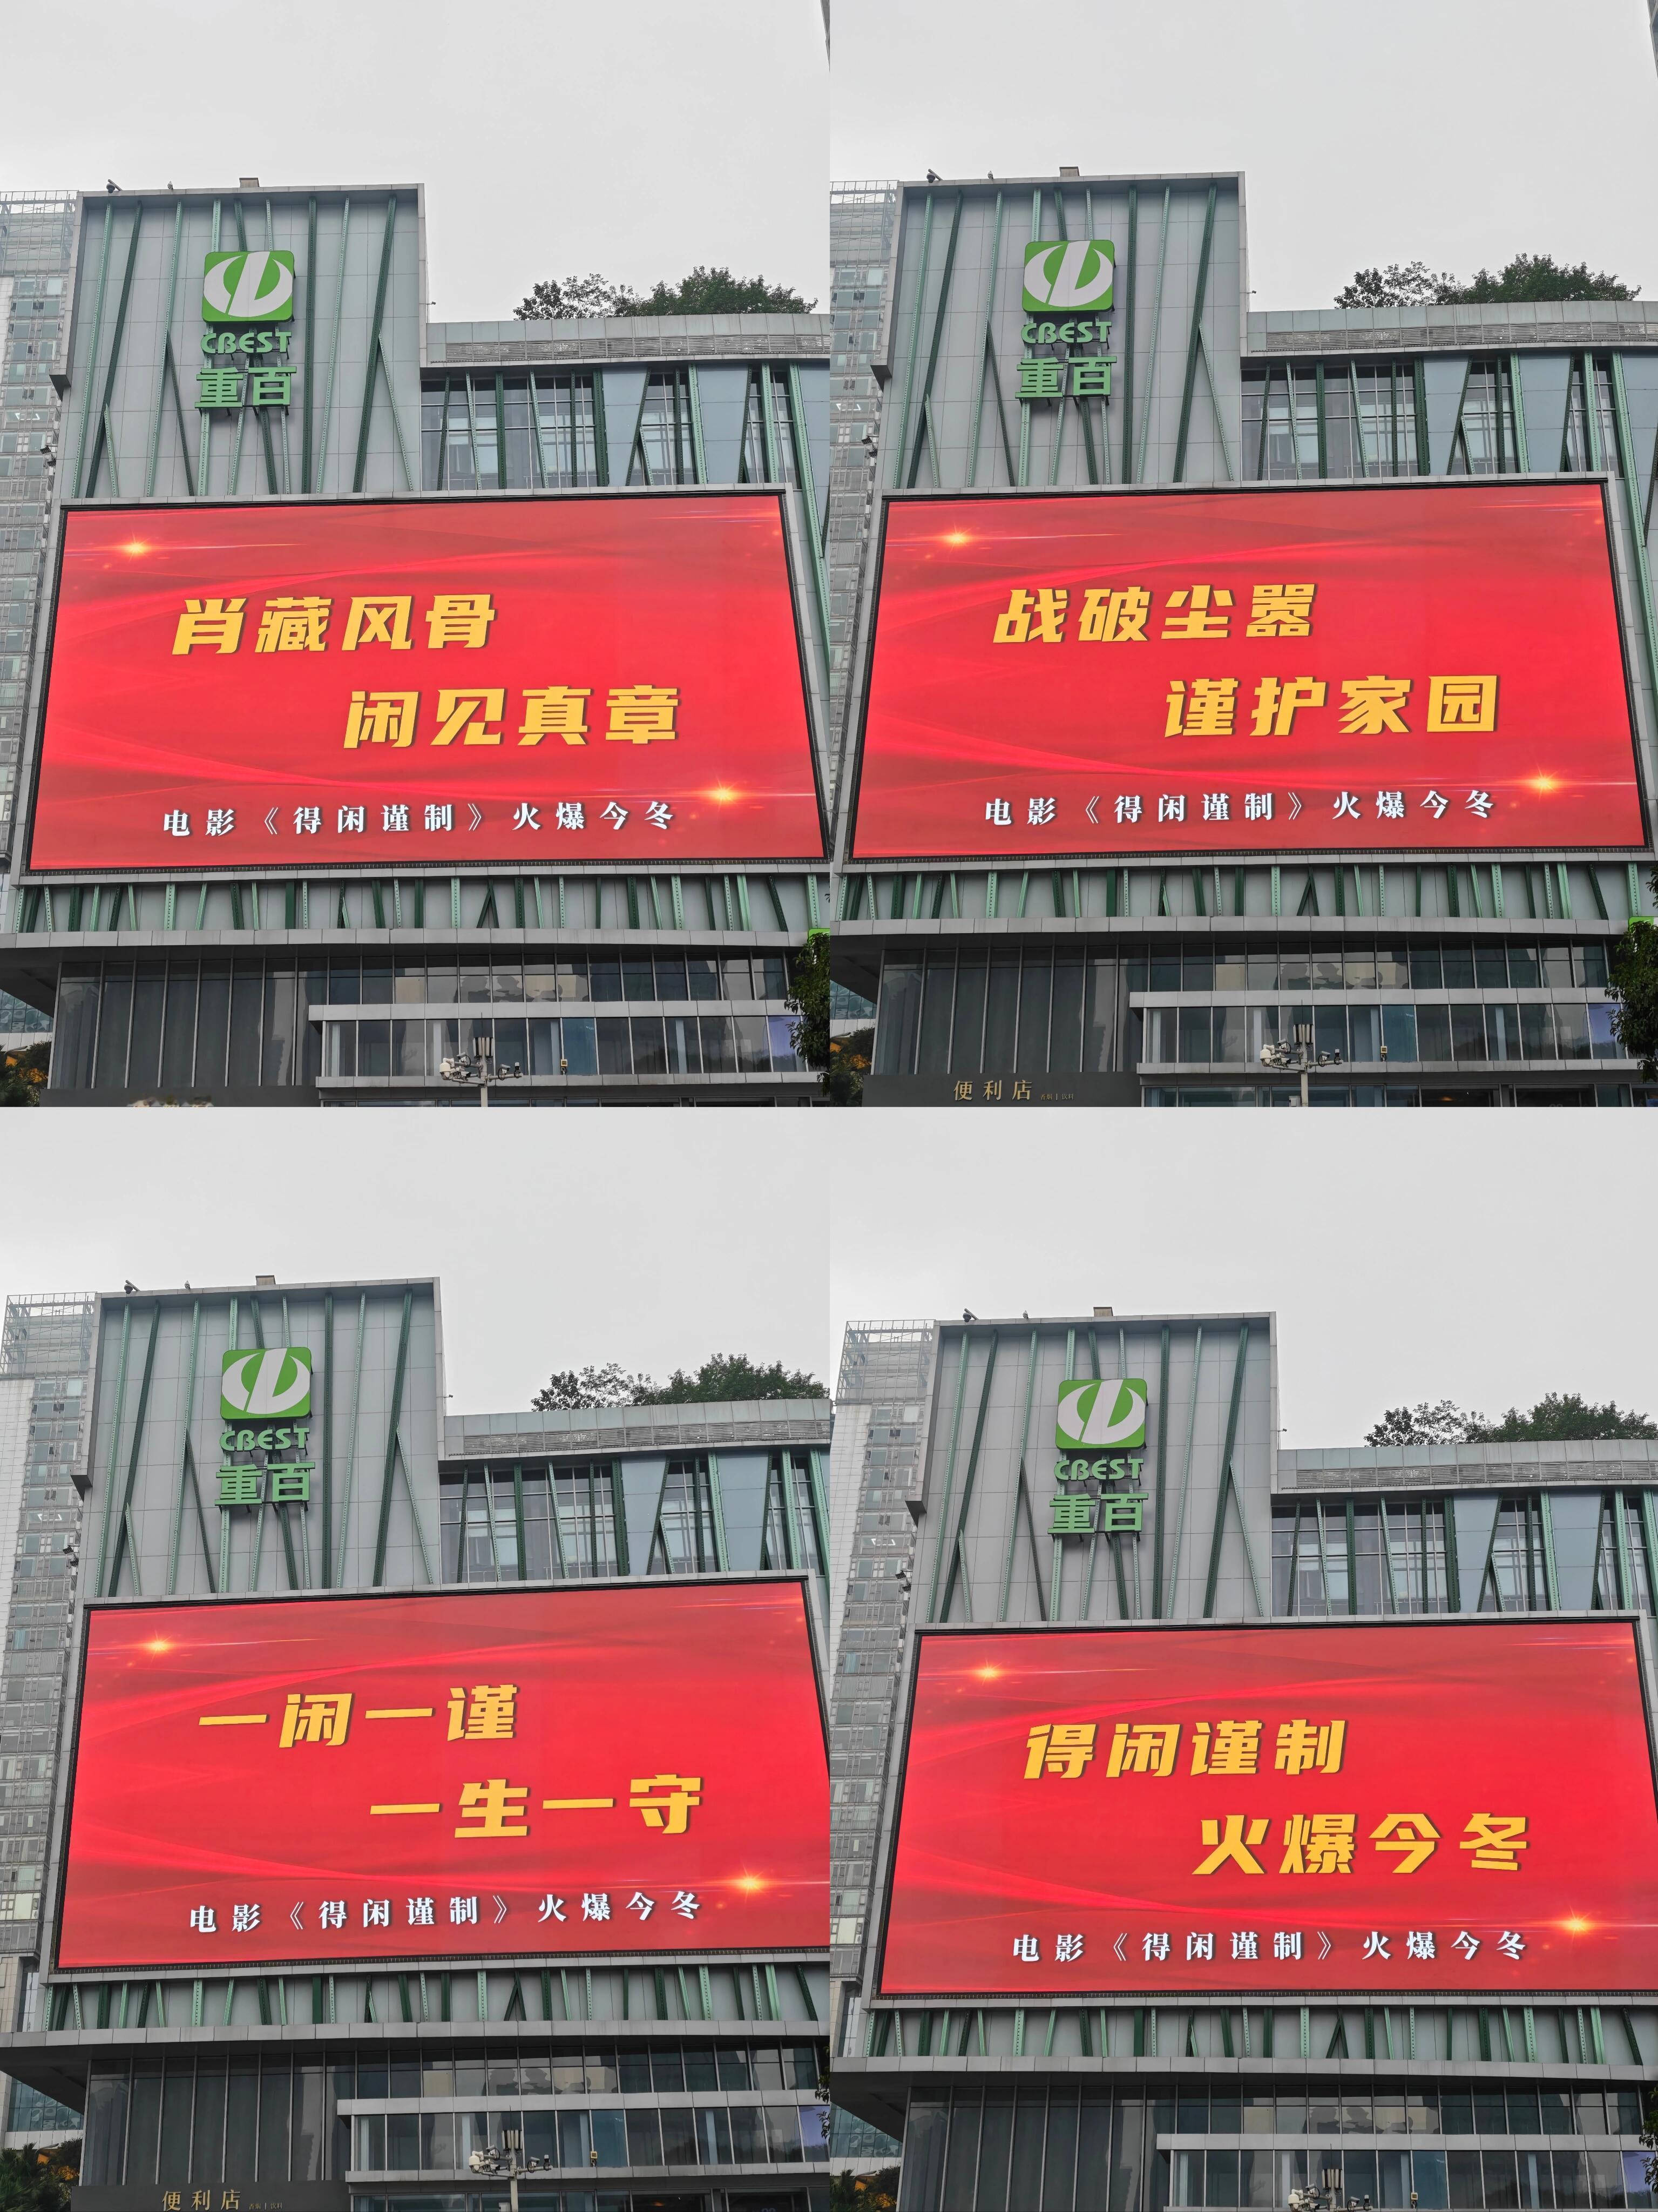 CBEST
重百
肖藏风骨
闲见真章
电影《得闲谨制》火爆今冬
CBEST
重百
战破尘嚣
谨护家园
电影《得闲谨制》火爆今冬
便利店
CBEST
重百
一闲一谨
一生一守
电影《得闲谨制》火爆今冬
便利店
CBEST
重百
得闲谨制
火爆今冬
电影《得闲谨制》火爆今冬